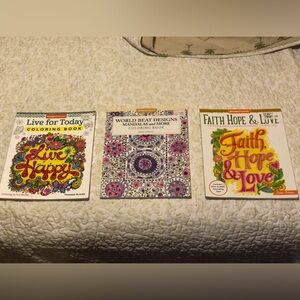 Live for Today
COLORING BOOK
Live
Happy
WORLD BEAT DESIGNS
MANDALAS AND MORE
COLORING BOOK
FAITH HOPE & LOVE
Faith,
Hope
& Love